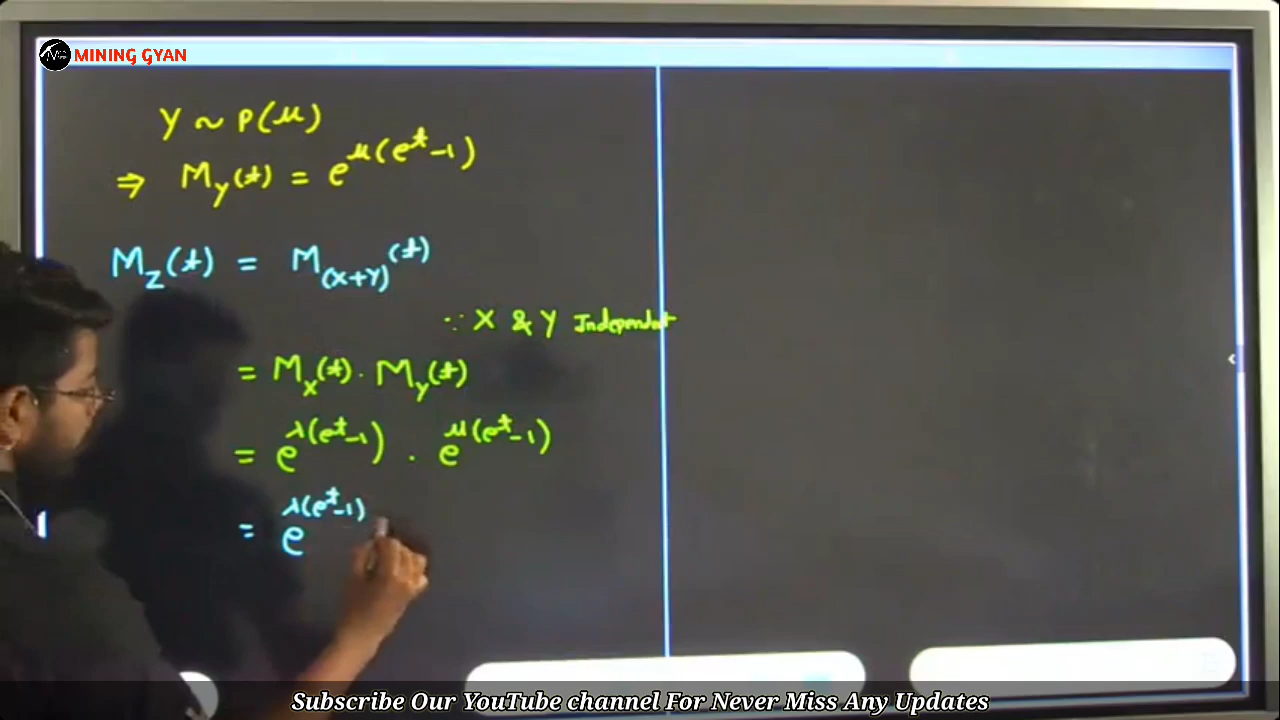 MINING GYAN
Y ~ P(μ)
⇒ M_Y(t) = e^{μ(e^t-1)}
M_Z(t) = M_{(X+Y)}(t)
∵ X & Y Independent
= M_X(t) · M_Y(t)
= e^{λ(e^t-1)} · e^{μ(e^t-1)}
= e^{λ(e^t-1)}
Subscribe Our YouTube channel For Never Miss Any Updates